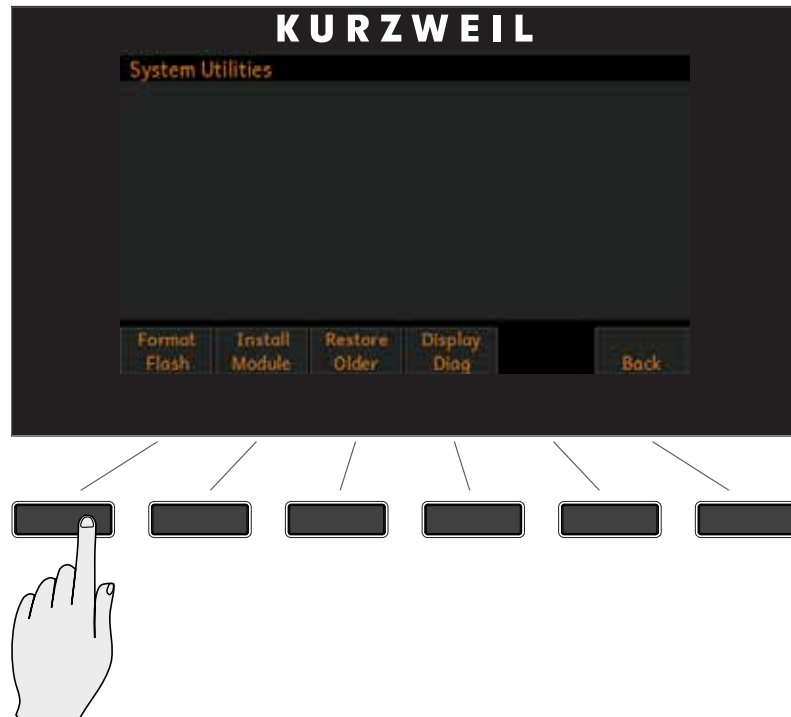 KURZWEIL
System Utilities
Format Install Restore Display
Flash Module Older Diag Back